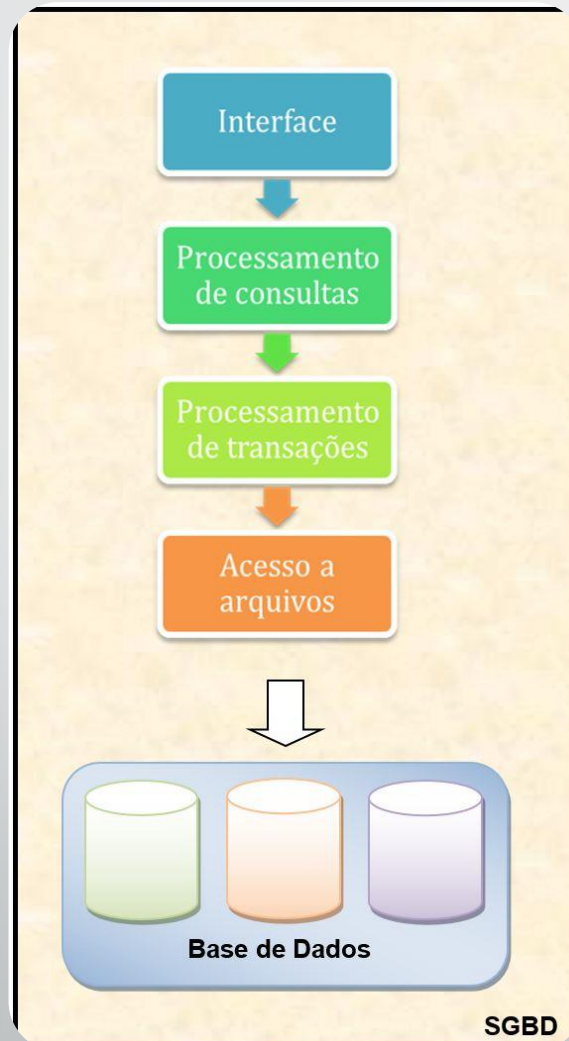 Interface
Processamento
de consultas
Processamento
de transações
Acesso a
arquivos
Base de Dados
SGBD